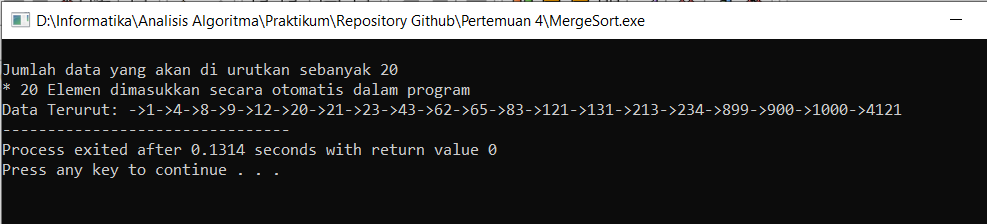 D:\Informatika\Analisis Algoritma\Praktikum\Repository Github\Pertemuan 4\MergeSort.exe
Jumlah data yang akan di urutkan sebanyak 20
* 20 Elemen dimasukkan secara otomatis dalam program
Data Terurut: ->1->4->8->9->12->20->21->23->43->62->65->83->121->131->213->234->899->900->1000->4121
--------------------------------
Process exited after 0.1314 seconds with return value 0
Press any key to continue . . .